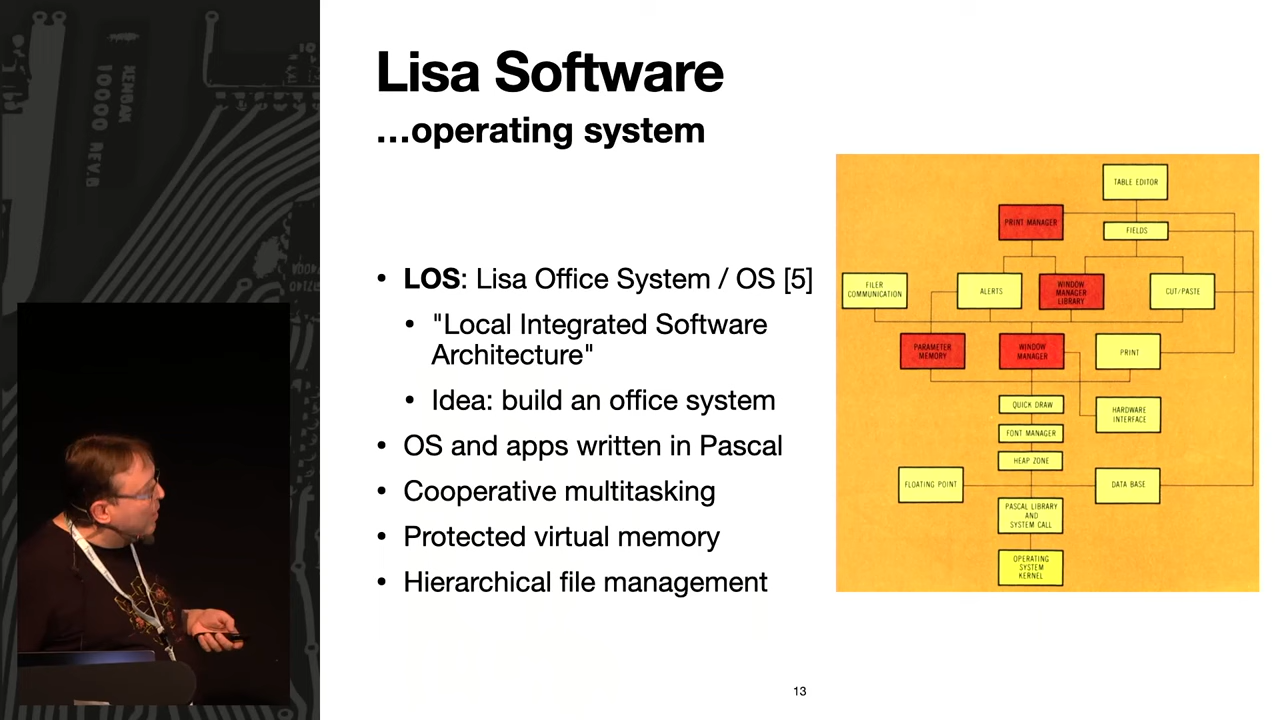 Lisa Software
…operating system
• LOS: Lisa Office System / OS [5]
• "Local Integrated Software
Architecture"
• Idea: build an office system
• OS and apps written in Pascal
• Cooperative multitasking
• Protected virtual memory
• Hierarchical file management
TABLE EDITOR
PRINT MANAGER
FIELDS
FILER
COMMUNICATION
ALERTS
WINDOW
MANAGER
LIBRARY
CUT/PASTE
PARAMETER
MEMORY
WINDOW
MANAGER
PRINT
QUICK DRAW
HARDWARE
INTERFACE
FONT MANAGER
HEAP ZONE
FLOATING POINT
DATA BASE
PASCAL LIBRARY
AND
SYSTEM CALL
OPERATING
SYSTEM
KERNEL
13
KENBAK
10000 REV.B